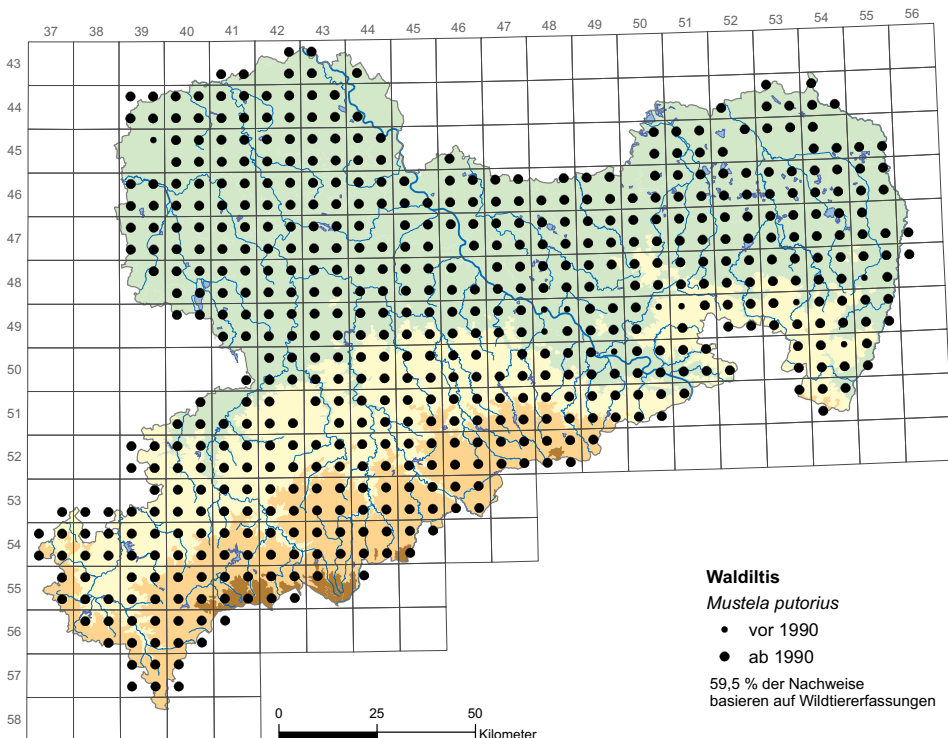 37 38 39 40 41 42 43 44 45 46 47 48 49 50 51 52 53 54 55 56
43
44
45
46
47
48
49
50
51
52
53
54
55
56
57
58
Waldiltis
Mustela putorius
vor 1990
ab 1990
59,5 % der Nachweise
basieren auf Wildtiererfassungen
0 25 50
Kilometer